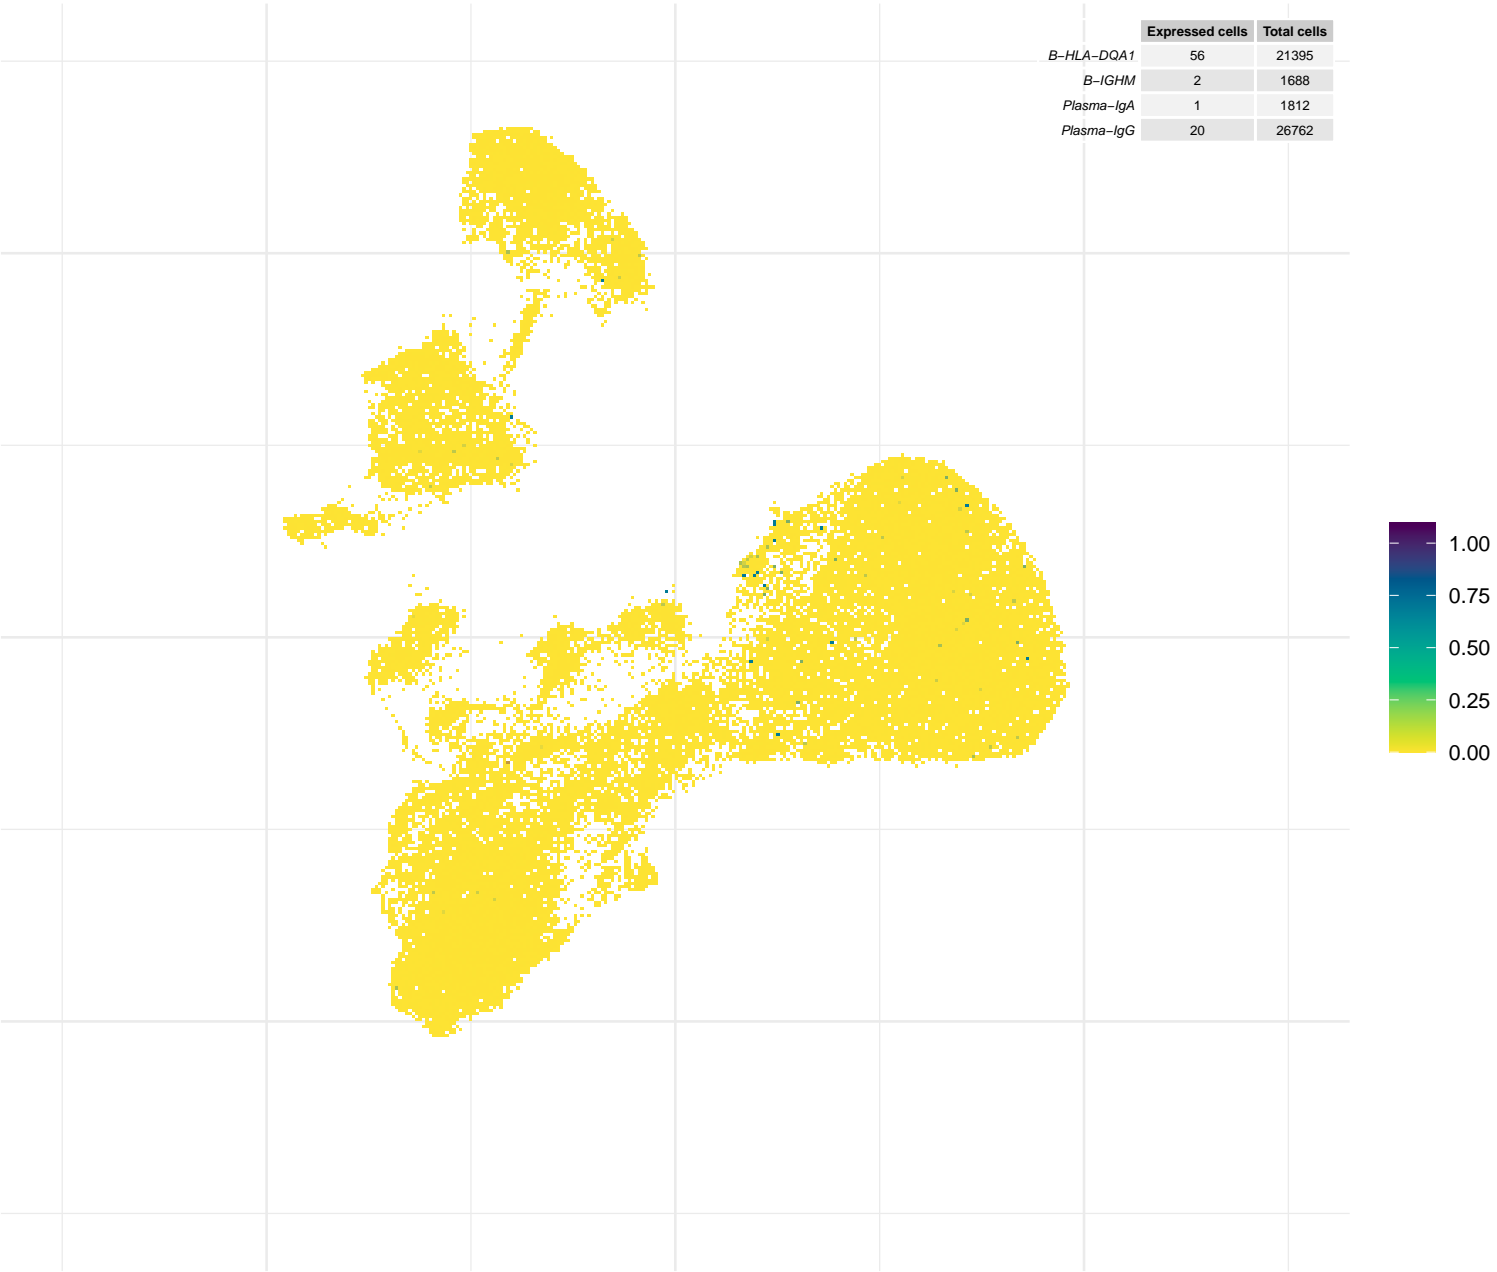 Expressed cells Total cells
B−HLA−DQA1 56 21395
B−IGHM 2 1688
Plasma−IgA 1 1812
Plasma−IgG 20 26762
1.00
0.75
0.50
0.25
0.00